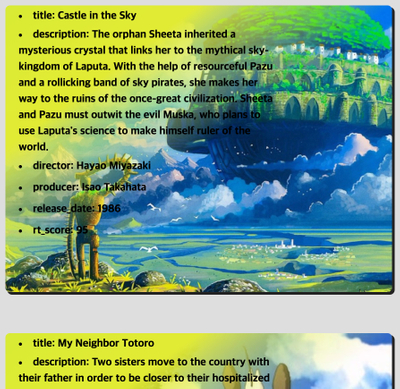 • title: Castle in the Sky
• description: The orphan Sheeta inherited a
mysterious crystal that links her to the mythical sky-
kingdom of Laputa. With the help of resourceful Pazu
and a rollicking band of sky pirates, she makes her
way to the ruins of the once-great civilization. Sheeta
and Pazu must outwit the evil Muska, who plans to
use Laputa's science to make himself ruler of the
world.
• director: Hayao Miyazaki
• producer: Isao Takahata
• release_date: 1986
• rt_score: 95
• title: My Neighbor Totoro
• description: Two sisters move to the country with
their father in order to be closer to their hospitalized